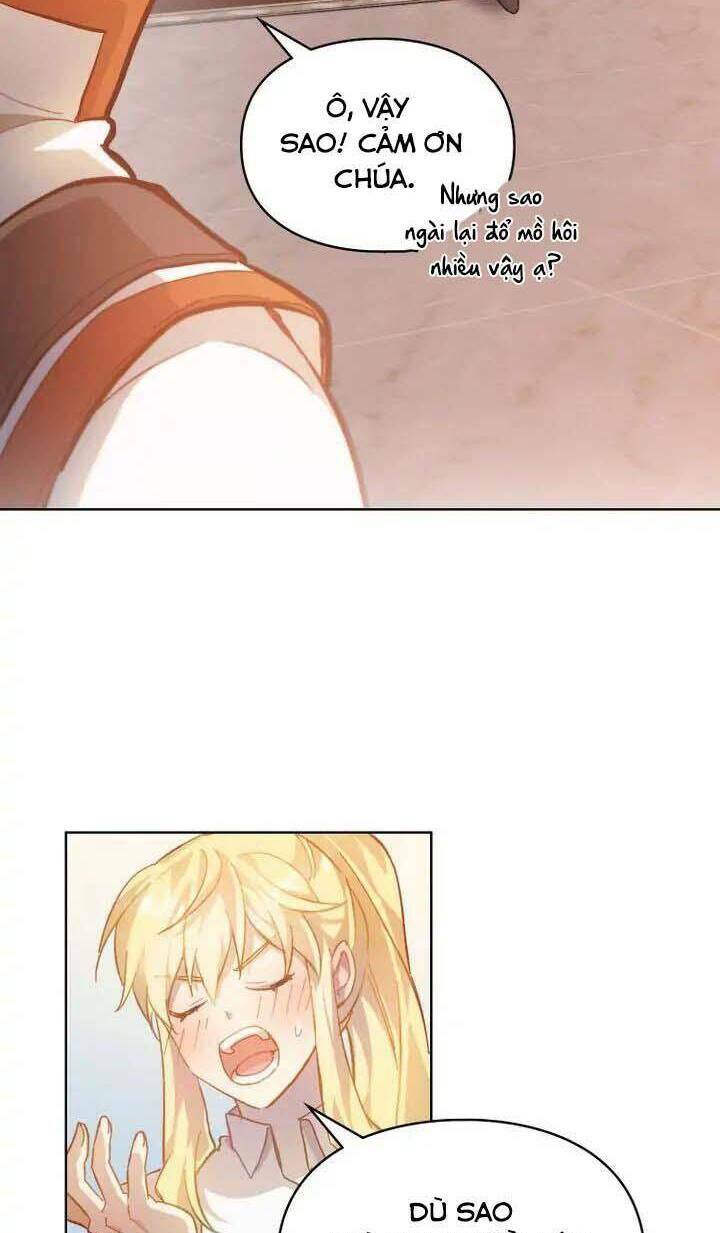 Ô, VẬY
SAO! CẢM ƠN
CHÚA.
Nhưng sao
ngài lại đổ mồ hôi
nhiều vậy ạ?
DÙ SAO